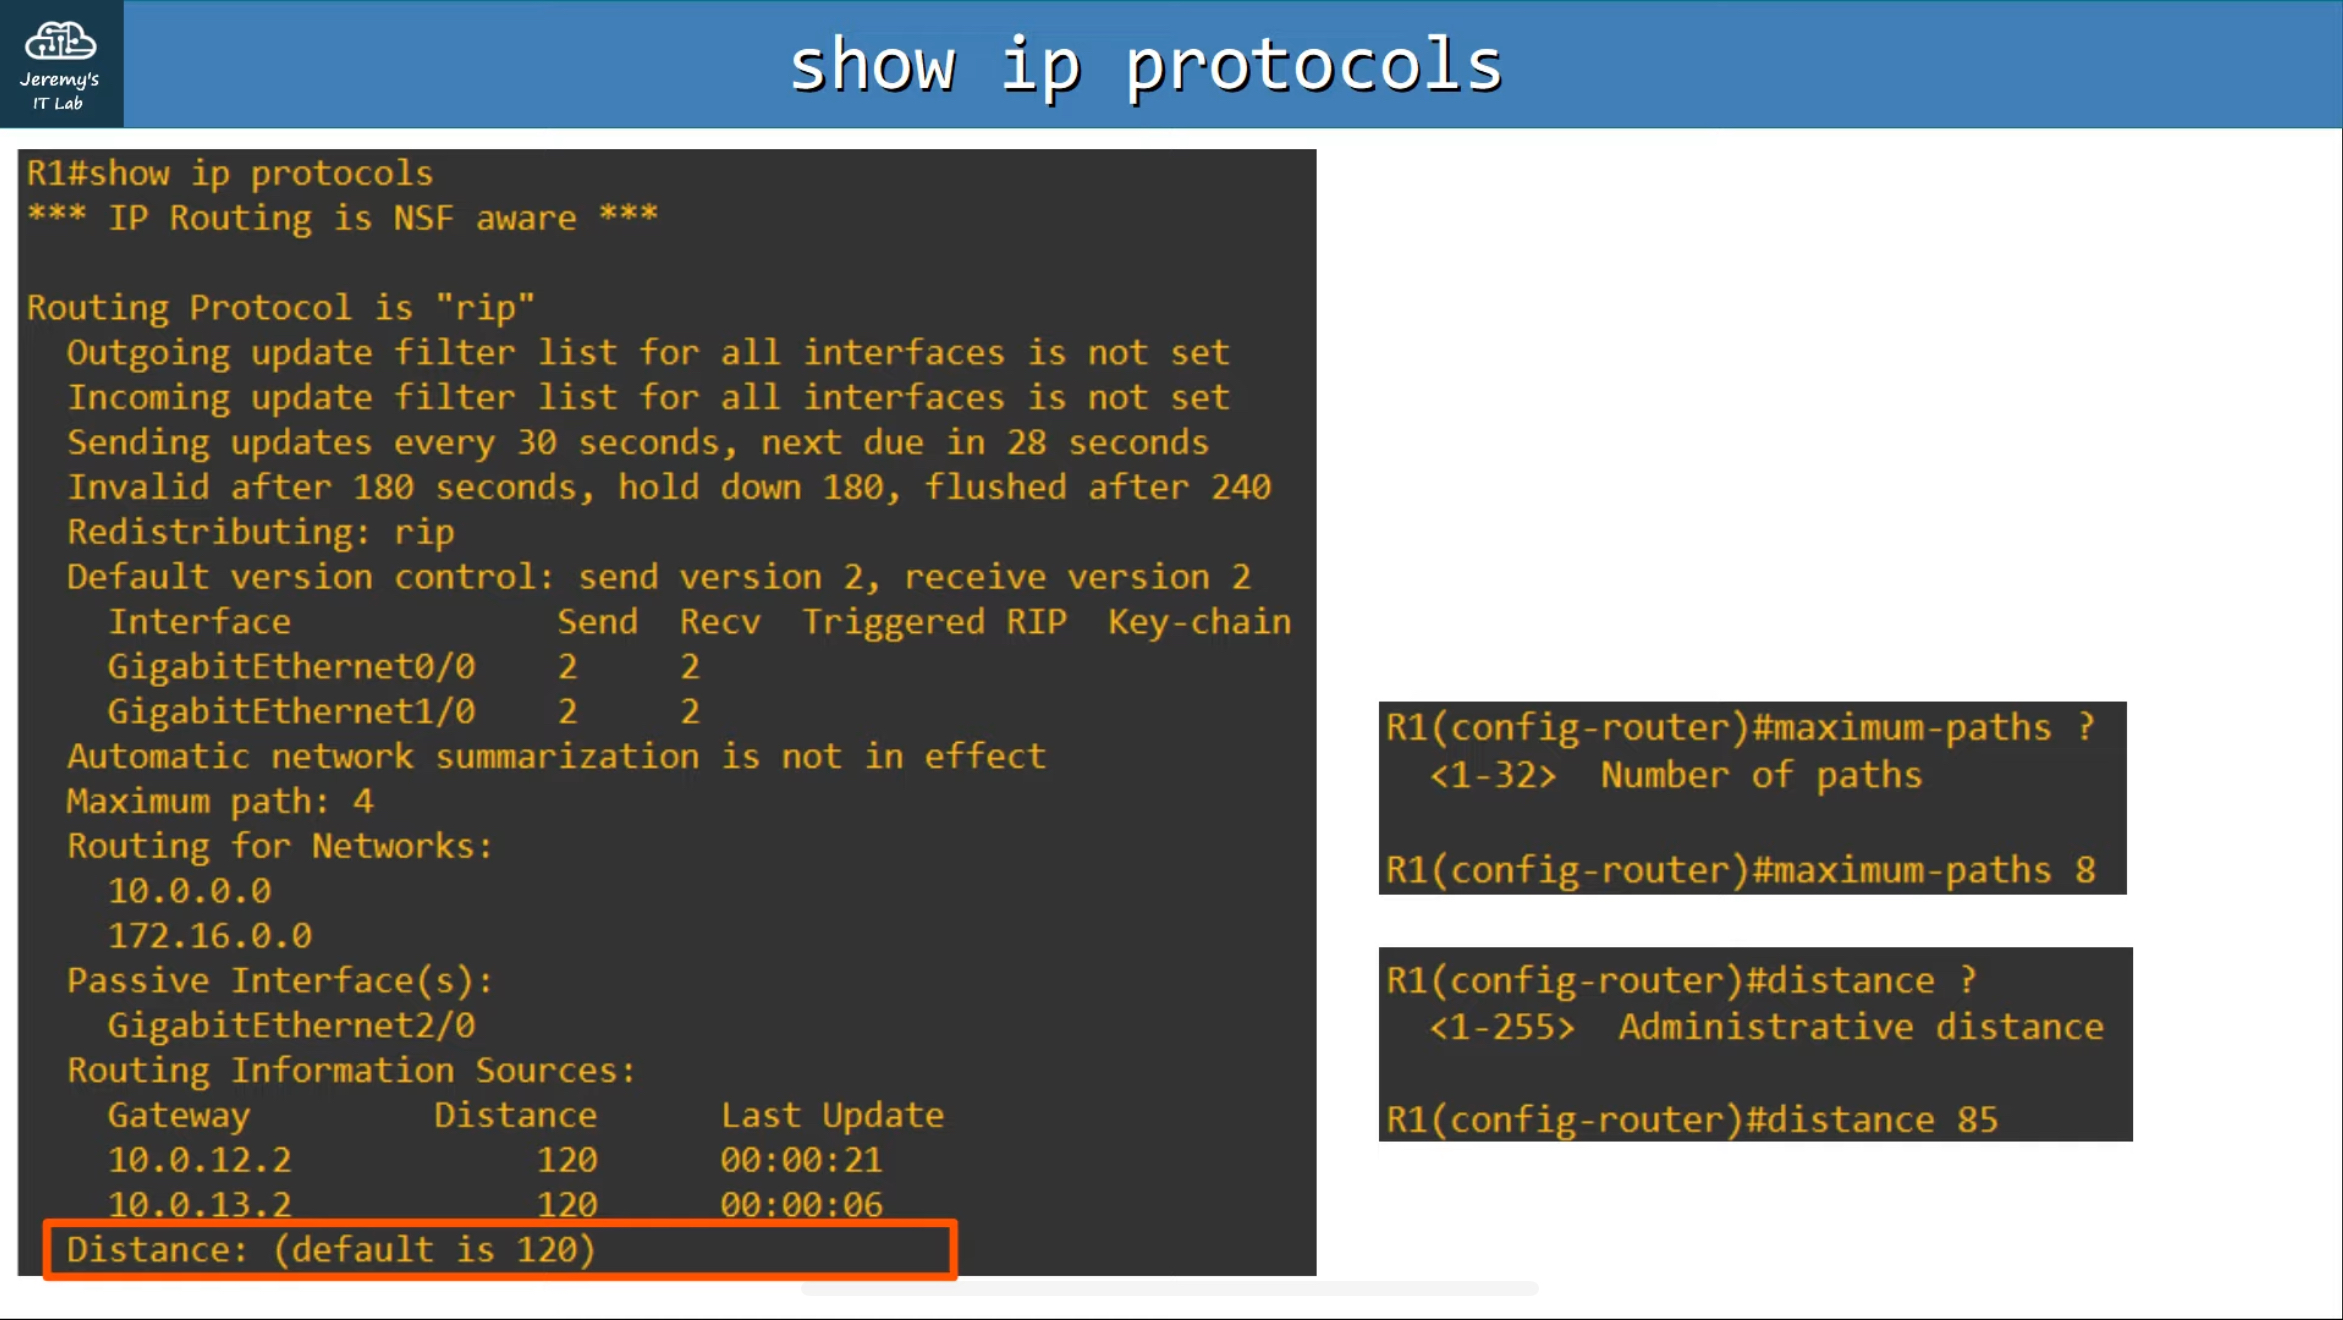 Jeremy's
IT Lab
show ip protocols
R1#show ip protocols
*** IP Routing is NSF aware ***
Routing Protocol is "rip"
Outgoing update filter list for all interfaces is not set
Incoming update filter list for all interfaces is not set
Sending updates every 30 seconds, next due in 28 seconds
Invalid after 180 seconds, hold down 180, flushed after 240
Redistributing: rip
Default version control: send version 2, receive version 2
Interface Send Recv Triggered RIP Key-chain
GigabitEthernet0/0 2 2
GigabitEthernet1/0 2 2
Automatic network summarization is not in effect
Maximum path: 4
Routing for Networks:
10.0.0.0
172.16.0.0
Passive Interface(s):
GigabitEthernet2/0
Routing Information Sources:
Gateway Distance Last Update
10.0.12.2 120 00:00:21
10.0.13.2 120 00:00:06
Distance: (default is 120)
R1(config-router)#maximum-paths ?
<1-32> Number of paths
R1(config-router)#maximum-paths 8
R1(config-router)#distance ?
<1-255> Administrative distance
R1(config-router)#distance 85